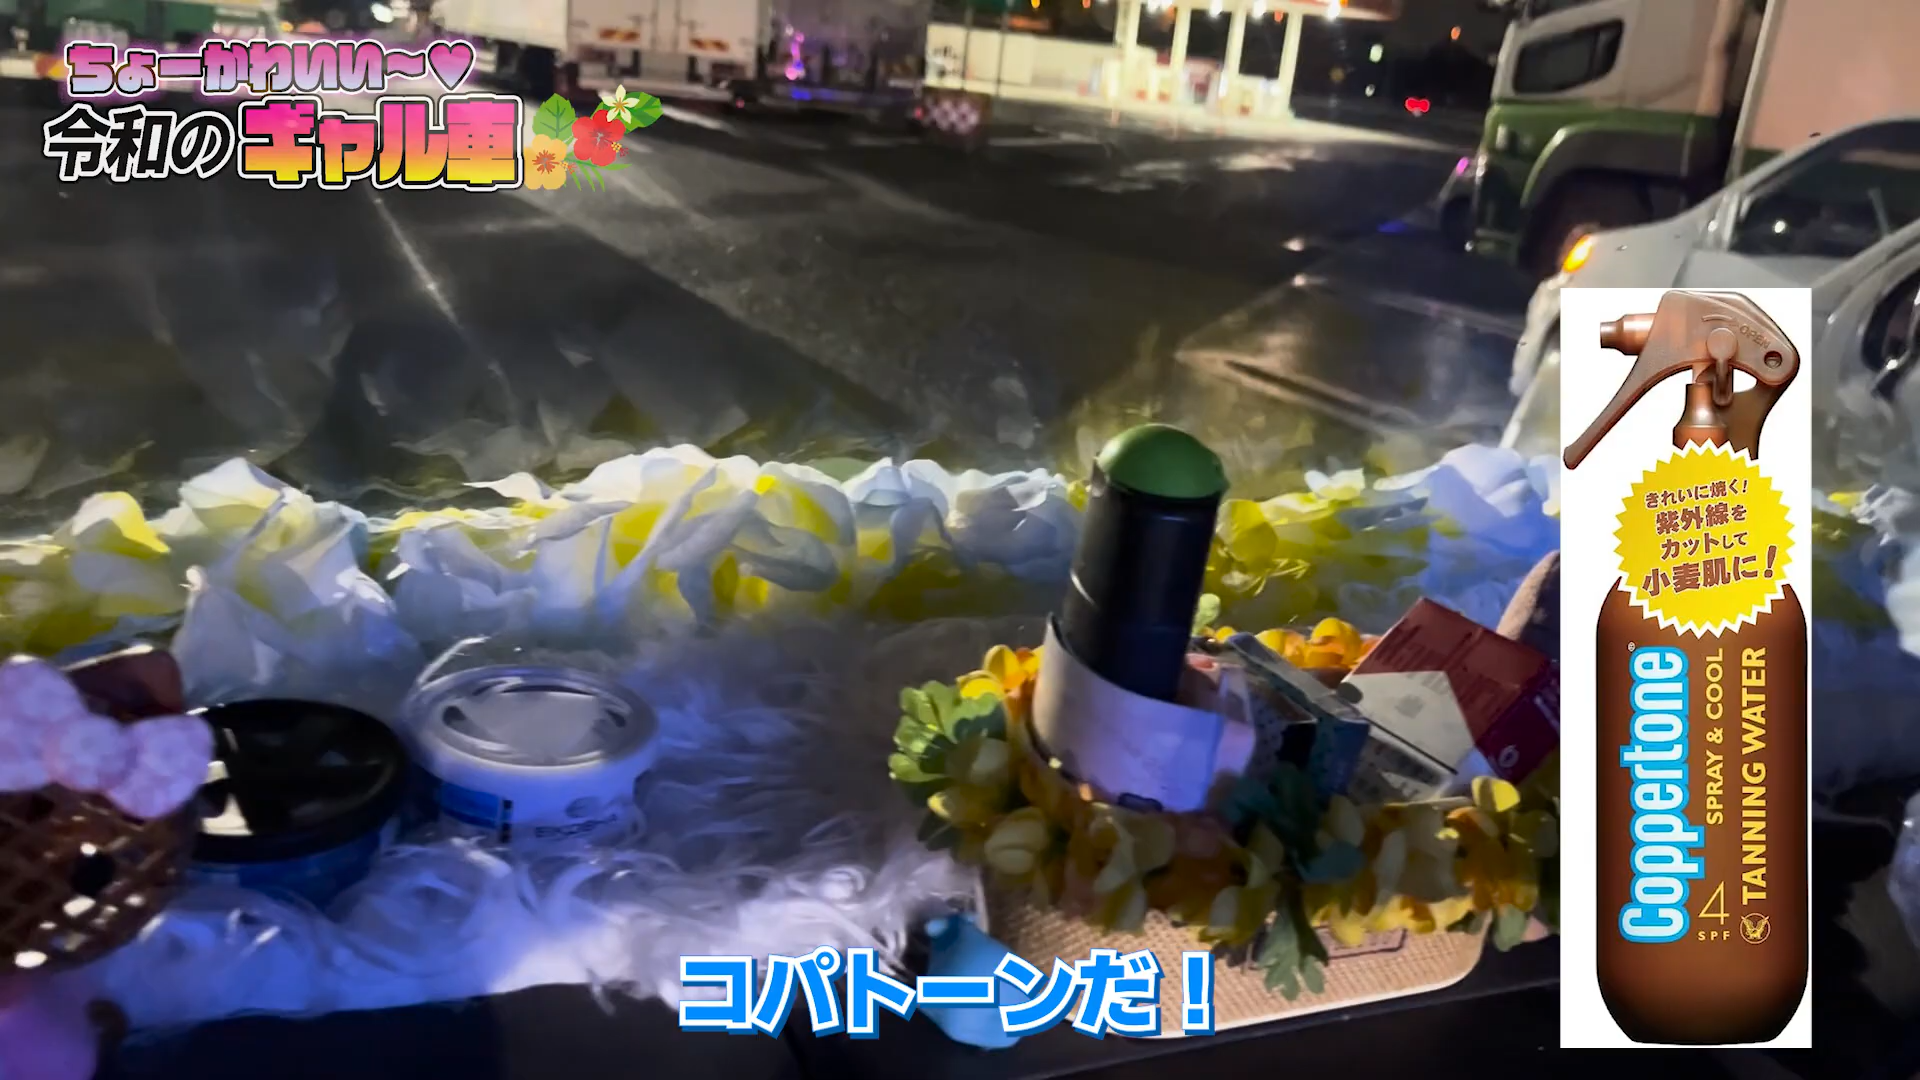 ちょーかわいい～♥
令和のギャル車
OPEN
きれいに焼く!
紫外線を
カットして
小麦肌に!
Coppertone®
SPRAY & COOL
TANNING WATER
4
SPF
コパトーンだ!